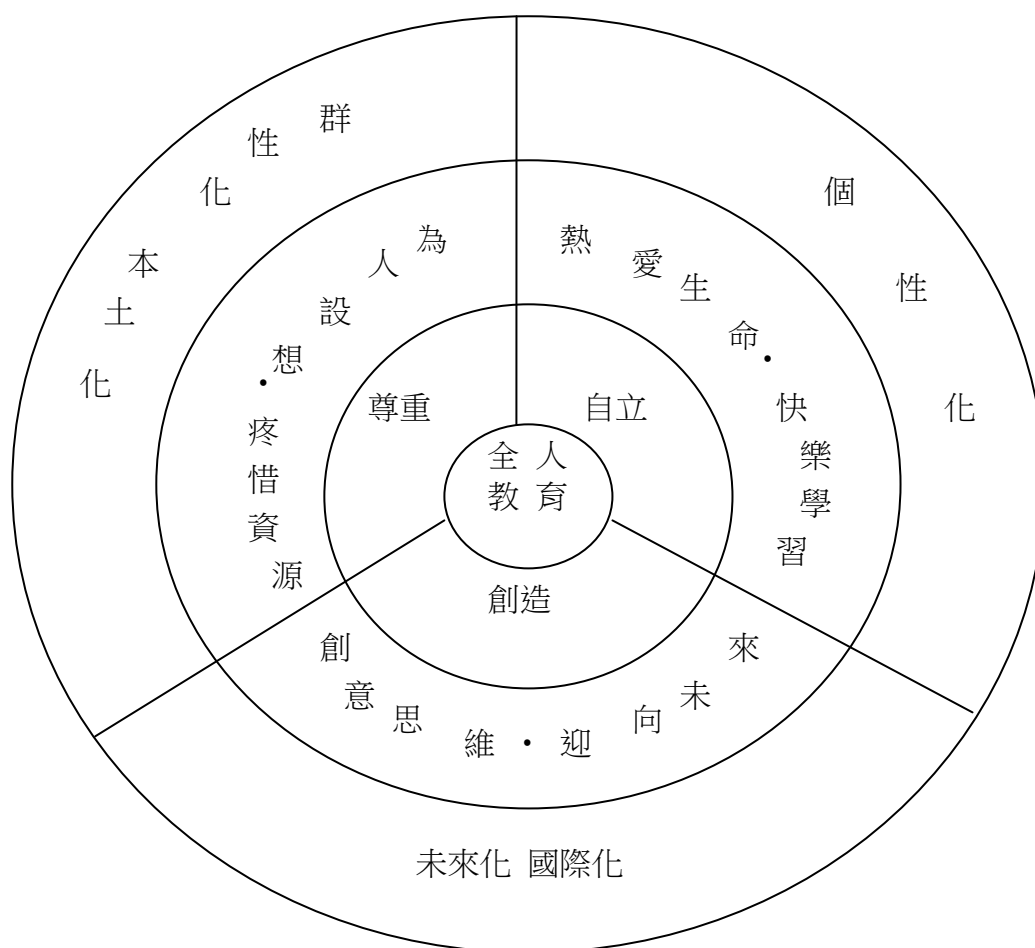 群性化
本土化
個性化
為人設想．疼惜資源
熱愛生命．快樂學習
尊重
自立
全人
教育
創造
創意思維．迎向未來
未來化 國際化